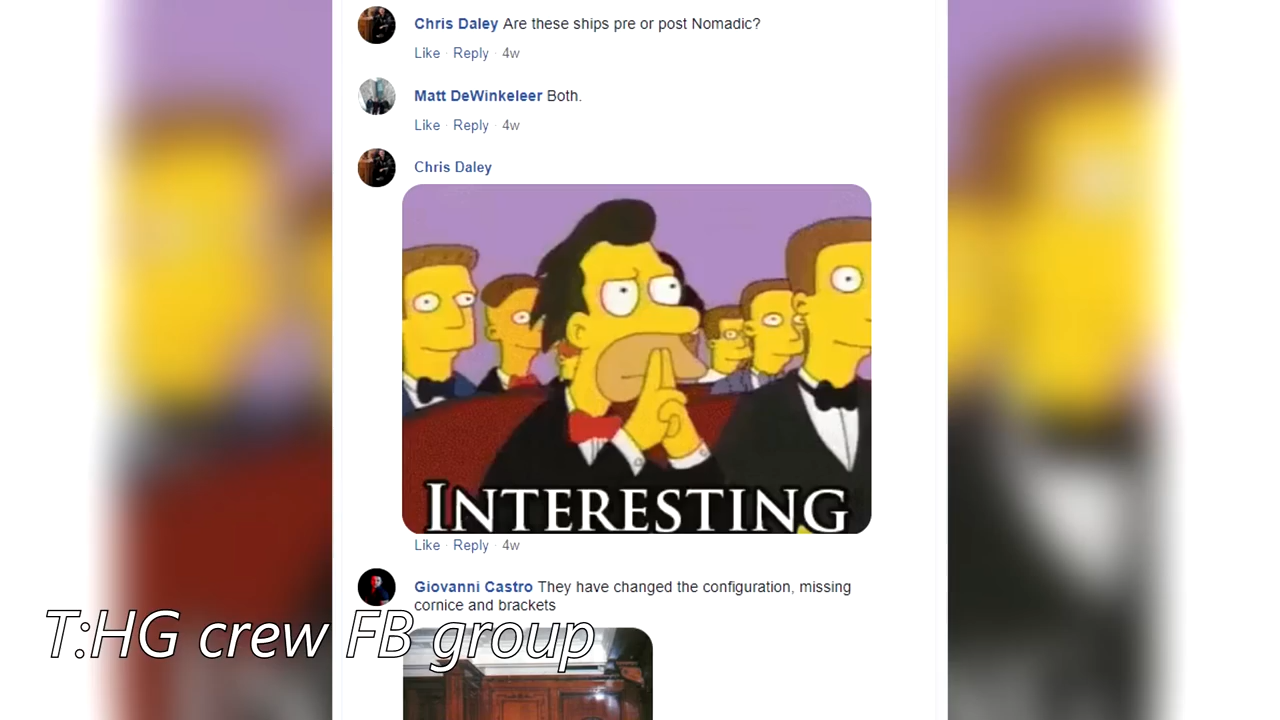 Chris Daley Are these ships pre or post Nomadic?
Like · Reply · 4w
Matt DeWinkeleer Both.
Like · Reply · 4w
Chris Daley
INTERESTING
Like · Reply · 4w
Giovanni Castro They have changed the configuration, missing
cornice and brackets
T:HG crew FB group